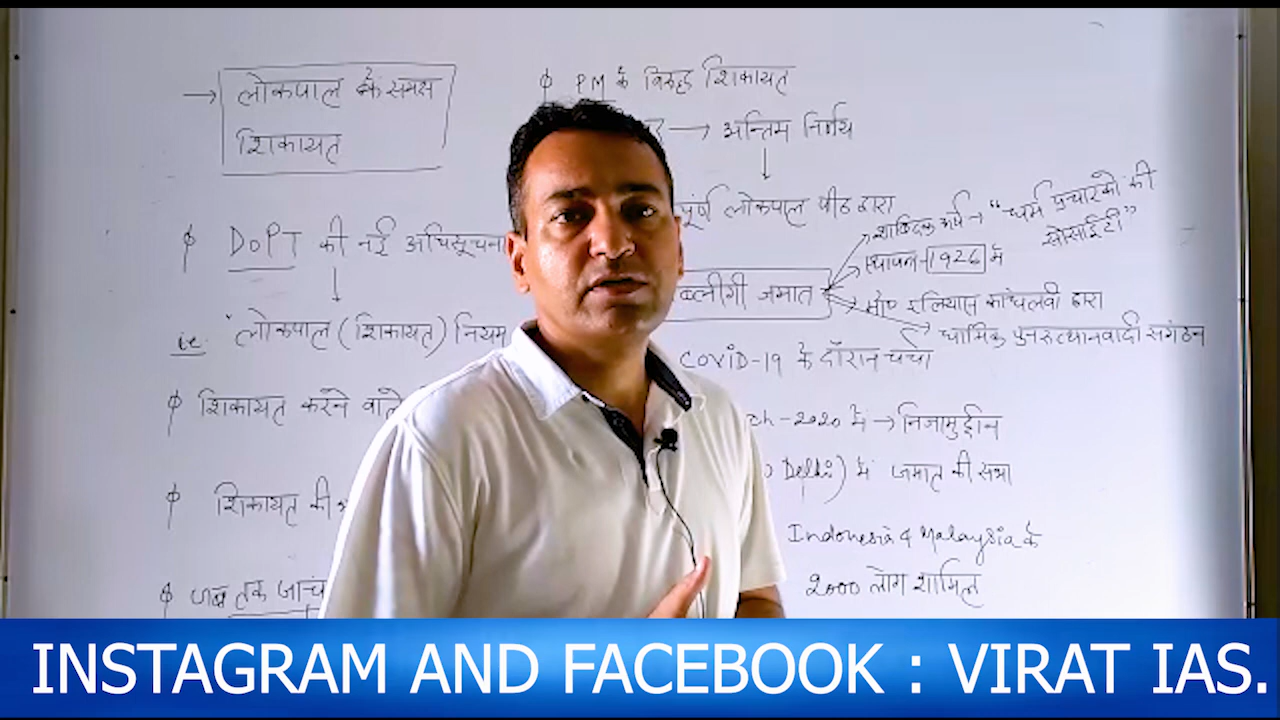 → लोकपाल के समक्ष
शिकायत
DoPT की नई अधिसूचना
↓
i.e. "लोकपाल (शिकायत) नियम
शिकायत करने वाले
शिकायत की
जब तक जांच
PM के विरुद्ध शिकायत
→ अन्तिम निर्णय
↓
पूर्ण लोकपाल पीठ द्वारा
ब्लीगी जमात
शाब्दिक अर्थ → "धर्म प्रचारकों की
सोसाईटी"
स्थापना - 1926 में
मौ० इलियास कांधलवी द्वारा
धार्मिक पुनरुत्थानवादी संगठन
COVID-19 के दौरान चर्चा
ch-2020 में → निजामुद्दीन
Delhi) में जमात की सभा
Indonesia & Malaysia के
2000 लोग शामिल
INSTAGRAM AND FACEBOOK : VIRAT IAS.